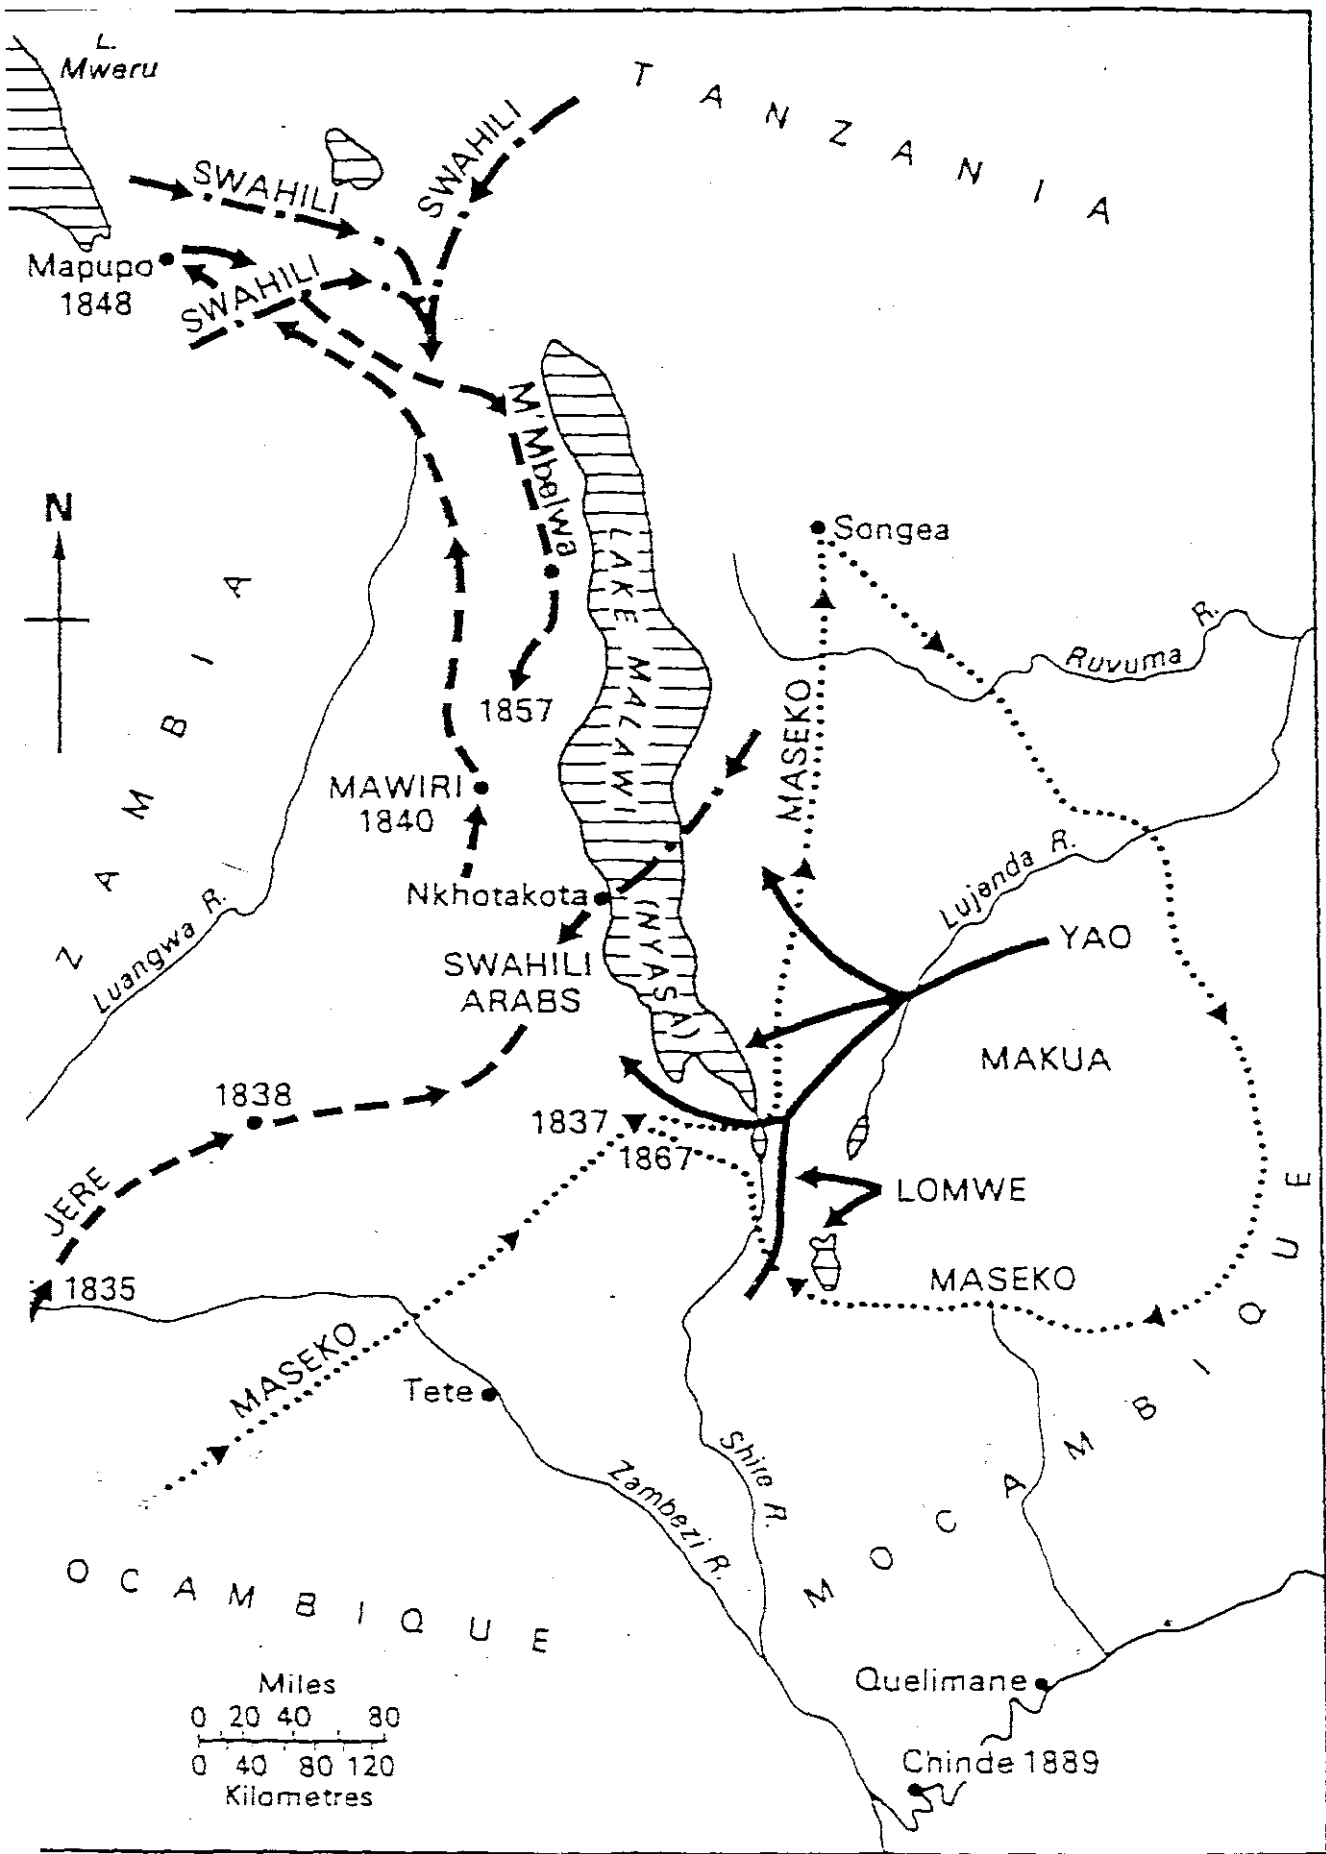 L.
Mweru
TANZANIA
SWAHILI
SWAHILI
Mapupo
1848
SWAHILI
M'Mbelwa
N
Songea
LAKE MALAWI (NYASA)
ZAMBIA
Ruvuma R.
1857
MASEKO
MAWIRI
1840
Nkhotakota
Lujenda R.
YAO
Luangwa R.
SWAHILI
ARABS
MAKUA
1838
1837
1867
JERE
LOMWE
1835
MASEKO
MASEKO
Tete
Shire R.
Zambezi R.
MOCAMBIQUE
OCAMBIQUE
Miles
0 20 40 80
0 40 80 120
Kilometres
Quelimane
Chinde 1889